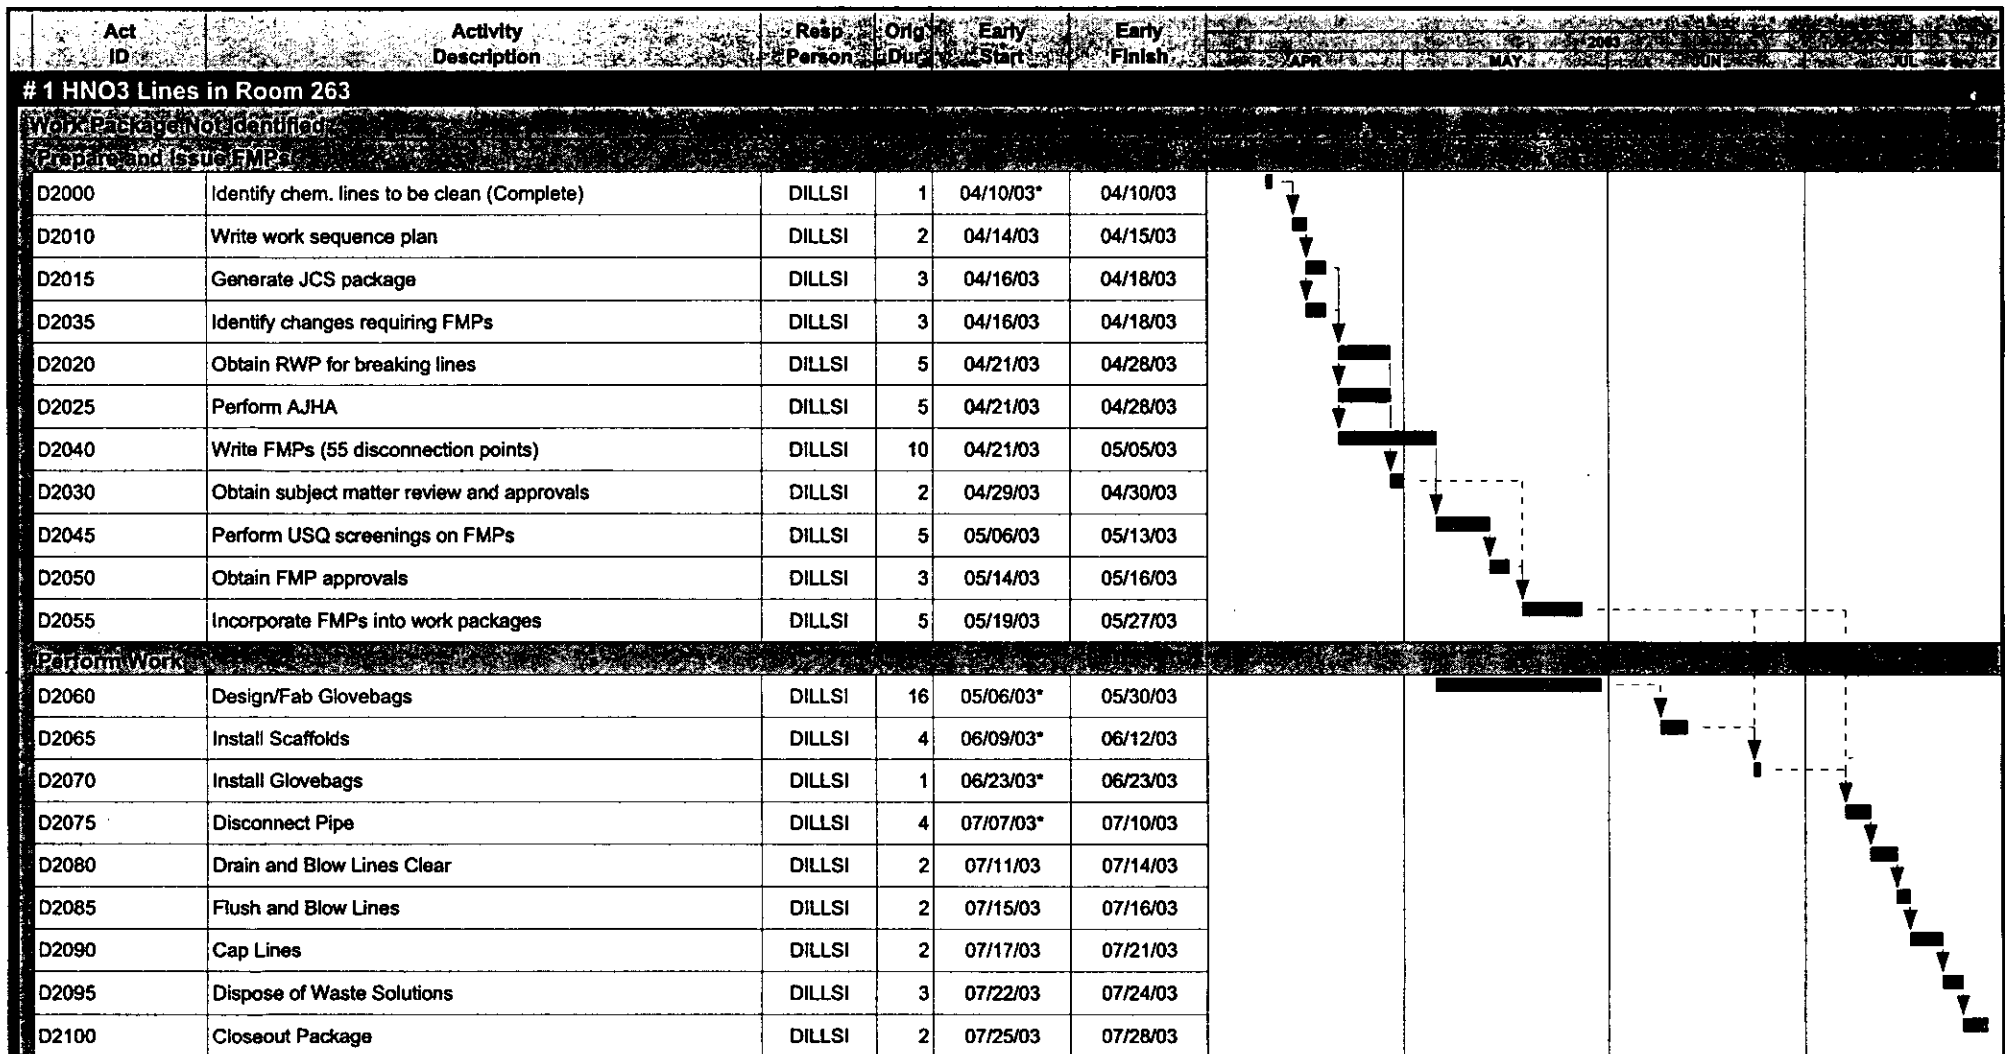 Act Activity Resp Orig Early Early 2003
ID Description Person Dur Start Finish APR MAY JUN JUL
# 1 HNO3 Lines in Room 263
Work Package Not Identified
Prepare and Issue FMPs
D2000 Identify chem. lines to be clean (Complete) DILLSI 1 04/10/03* 04/10/03
D2010 Write work sequence plan DILLSI 2 04/14/03 04/15/03
D2015 Generate JCS package DILLSI 3 04/16/03 04/18/03
D2035 Identify changes requiring FMPs DILLSI 3 04/16/03 04/18/03
D2020 Obtain RWP for breaking lines DILLSI 5 04/21/03 04/28/03
D2025 Perform AJHA DILLSI 5 04/21/03 04/28/03
D2040 Write FMPs (55 disconnection points) DILLSI 10 04/21/03 05/05/03
D2030 Obtain subject matter review and approvals DILLSI 2 04/29/03 04/30/03
D2045 Perform USQ screenings on FMPs DILLSI 5 05/06/03 05/13/03
D2050 Obtain FMP approvals DILLSI 3 05/14/03 05/16/03
D2055 Incorporate FMPs into work packages DILLSI 5 05/19/03 05/27/03
Perform Work
D2060 Design/Fab Glovebags DILLSI 16 05/06/03* 05/30/03
D2065 Install Scaffolds DILLSI 4 06/09/03* 06/12/03
D2070 Install Glovebags DILLSI 1 06/23/03* 06/23/03
D2075 Disconnect Pipe DILLSI 4 07/07/03* 07/10/03
D2080 Drain and Blow Lines Clear DILLSI 2 07/11/03 07/14/03
D2085 Flush and Blow Lines DILLSI 2 07/15/03 07/16/03
D2090 Cap Lines DILLSI 2 07/17/03 07/21/03
D2095 Dispose of Waste Solutions DILLSI 3 07/22/03 07/24/03
D2100 Closeout Package DILLSI 2 07/25/03 07/28/03